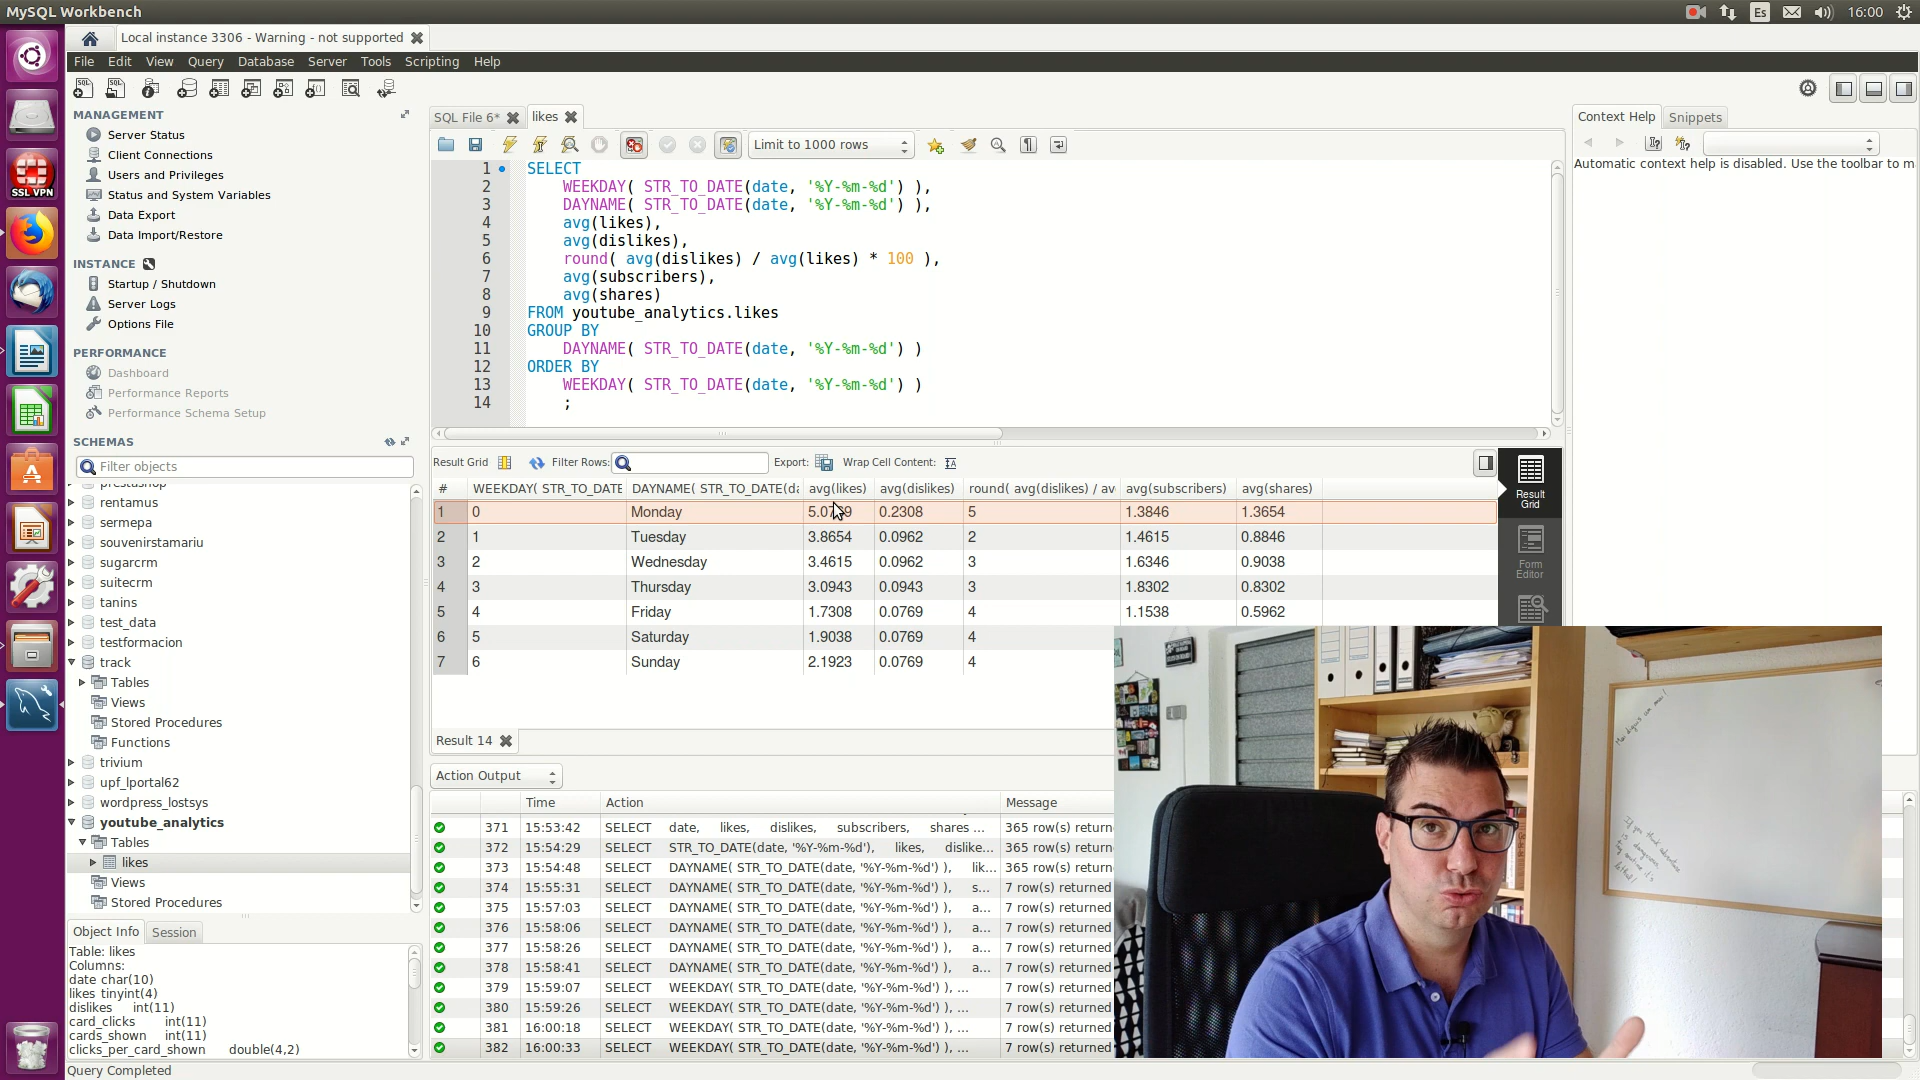 MySQL Workbench
Es
16:00
Local instance 3306 - Warning - not supported
File Edit View Query Database Server Tools Scripting Help
MANAGEMENT
Server Status
Client Connections
Users and Privileges
Status and System Variables
Data Export
Data Import/Restore
INSTANCE
Startup / Shutdown
Server Logs
Options File
PERFORMANCE
Dashboard
Performance Reports
Performance Schema Setup
SCHEMAS
Filter objects
prestashop
rentamus
sermepa
souvenirstamariu
sugarcrm
suitecrm
tanins
test_data
testformacion
track
Tables
Views
Stored Procedures
Functions
trivium
upf_lportal62
wordpress_lostsys
youtube_analytics
Tables
likes
Views
Stored Procedures
Object Info Session
Table: likes
Columns:
date char(10)
likes tinyint(4)
dislikes int(11)
card_clicks int(11)
cards_shown int(11)
clicks_per_card_shown double(4,2)
Query Completed
SSL VPN
SQL File 6* likes
Limit to 1000 rows
1 SELECT
2 WEEKDAY( STR_TO_DATE(date, '%Y-%m-%d') ),
3 DAYNAME( STR_TO_DATE(date, '%Y-%m-%d') ),
4 avg(likes),
5 avg(dislikes),
6 round( avg(dislikes) / avg(likes) * 100 ),
7 avg(subscribers),
8 avg(shares)
9 FROM youtube_analytics.likes
10 GROUP BY
11 DAYNAME( STR_TO_DATE(date, '%Y-%m-%d') )
12 ORDER BY
13 WEEKDAY( STR_TO_DATE(date, '%Y-%m-%d') )
14 ;
Result Grid Filter Rows: Export: Wrap Cell Content:
# WEEKDAY( STR_TO_DATE DAYNAME( STR_TO_DATE(da avg(likes) avg(dislikes) round( avg(dislikes) / av avg(subscribers) avg(shares)
1 0 Monday 0.2308 5 1.3846 1.3654
2 1 Tuesday 3.8654 0.0962 2 1.4615 0.8846
3 2 Wednesday 3.4615 0.0962 3 1.6346 0.9038
4 3 Thursday 3.0943 0.0943 3 1.8302 0.8302
5 4 Friday 1.7308 0.0769 4 1.1538 0.5962
6 5 Saturday 1.9038 0.0769 4
7 6 Sunday 2.1923 0.0769 4
Result Grid
Form Editor
Result 14
Action Output
Time Action Message
371 15:53:42 SELECT date, likes, dislikes, subscribers, shares ... 365 row(s) return
372 15:54:29 SELECT STR_TO_DATE(date, '%Y-%m-%d'), likes, dislike... 365 row(s) return
373 15:54:48 SELECT DAYNAME( STR_TO_DATE(date, '%Y-%m-%d') ), lik... 365 row(s) return
374 15:55:31 SELECT DAYNAME( STR_TO_DATE(date, '%Y-%m-%d') ), s... 7 row(s) returned
375 15:57:03 SELECT DAYNAME( STR_TO_DATE(date, '%Y-%m-%d') ), a... 7 row(s) returned
376 15:58:06 SELECT DAYNAME( STR_TO_DATE(date, '%Y-%m-%d') ), a... 7 row(s) returned
377 15:58:26 SELECT DAYNAME( STR_TO_DATE(date, '%Y-%m-%d') ), a... 7 row(s) returned
378 15:58:41 SELECT DAYNAME( STR_TO_DATE(date, '%Y-%m-%d') ), a... 7 row(s) returned
379 15:59:07 SELECT WEEKDAY( STR_TO_DATE(date, '%Y-%m-%d') ), ... 7 row(s) returned
380 15:59:26 SELECT WEEKDAY( STR_TO_DATE(date, '%Y-%m-%d') ), ... 7 row(s) returned
381 16:00:18 SELECT WEEKDAY( STR_TO_DATE(date, '%Y-%m-%d') ), ... 7 row(s) returned
382 16:00:33 SELECT WEEKDAY( STR_TO_DATE(date, '%Y-%m-%d') ), ... 7 row(s) returned
Context Help Snippets
Automatic context help is disabled. Use the toolbar to m